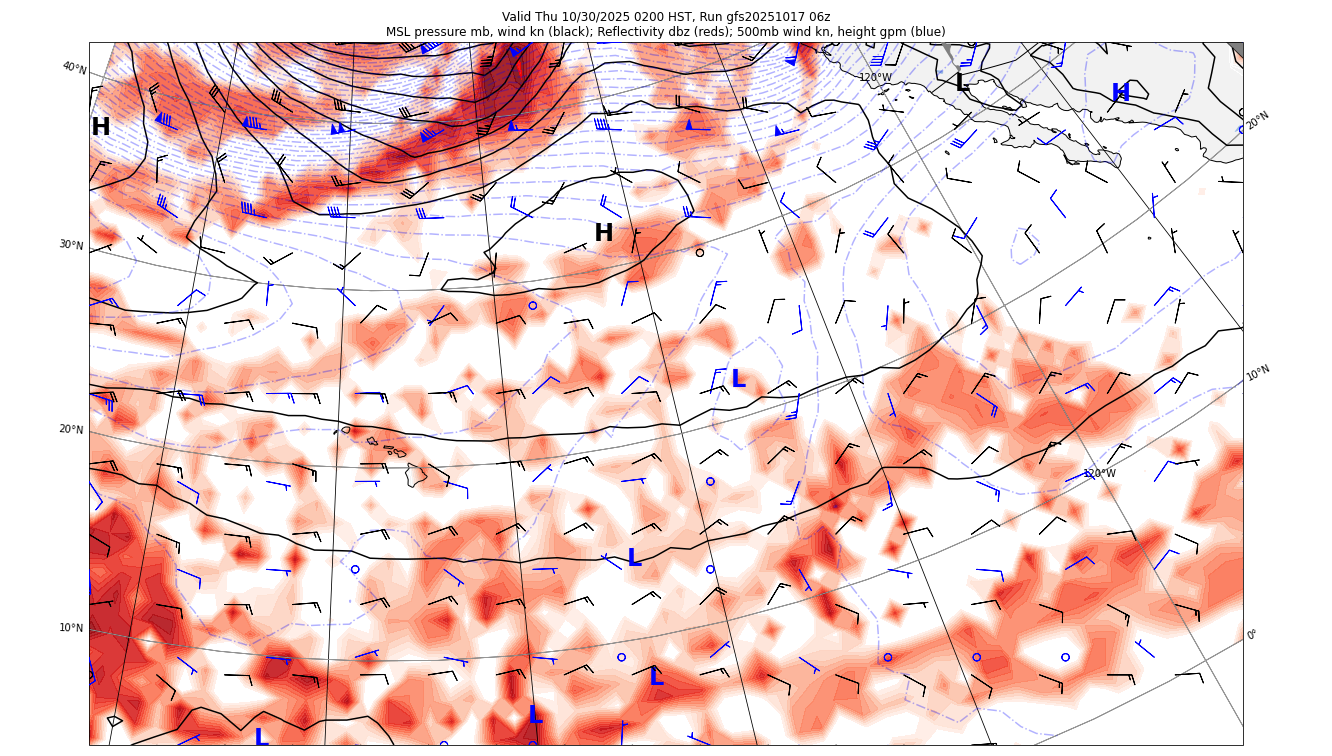 Valid Thu 10/30/2025 0200 HST, Run gfs20251017 06z
MSL pressure mb, wind kn (black); Reflectivity dbz (reds); 500mb wind kn, height gpm (blue)
40°N
120°W
L
H
20°N
H
30°N
H
10°N
L
20°N
120°W
L
10°N
0°
L
L
L